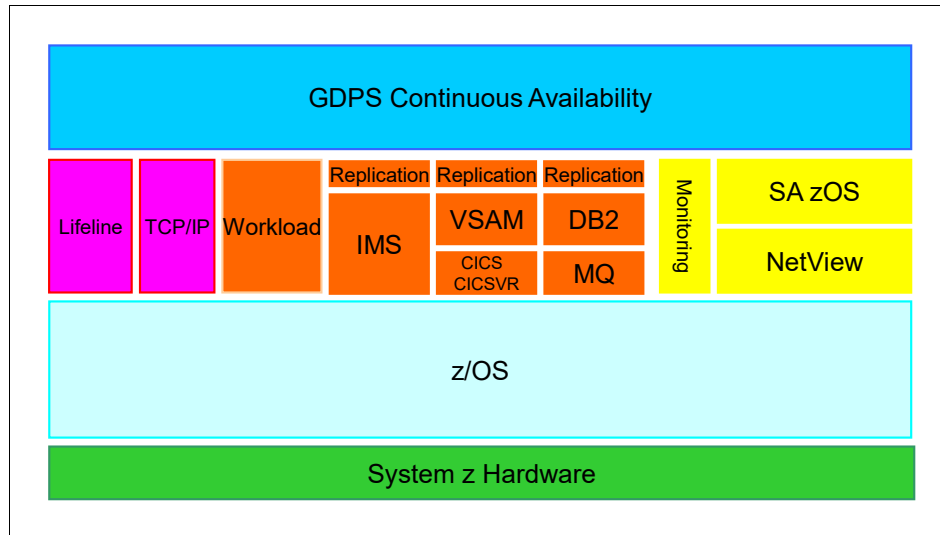 GDPS Continuous Availability
Lifeline
TCP/IP
Workload
Replication
IMS
Replication
VSAM
CICS
CICSVR
Replication
DB2
MQ
Monitoring
SA zOS
NetView
z/OS
System z Hardware